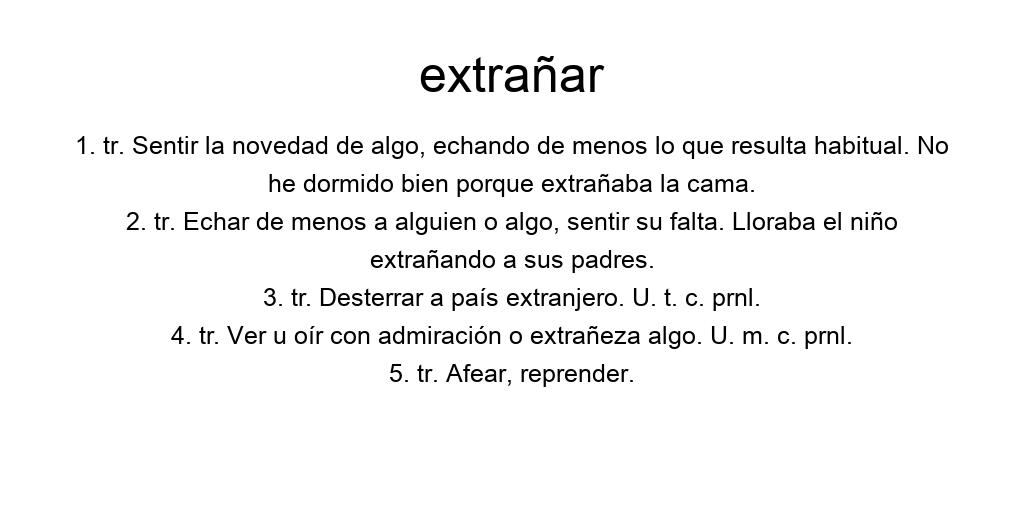 extrañar
1. tr. Sentir la novedad de algo, echando de menos lo que resulta habitual. No
he dormido bien porque extrañaba la cama.
2. tr. Echar de menos a alguien o algo, sentir su falta. Lloraba el niño
extrañando a sus padres.
3. tr. Desterrar a país extranjero. U. t. c. prnl.
4. tr. Ver u oír con admiración o extrañeza algo. U. m. c. prnl.
5. tr. Afear, reprender.